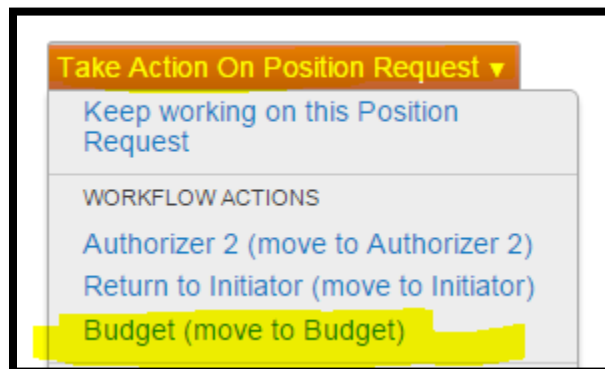 Take Action On Position Request ▼
Keep working on this Position
Request
WORKFLOW ACTIONS
Authorizer 2 (move to Authorizer 2)
Return to Initiator (move to Initiator)
Budget (move to Budget)